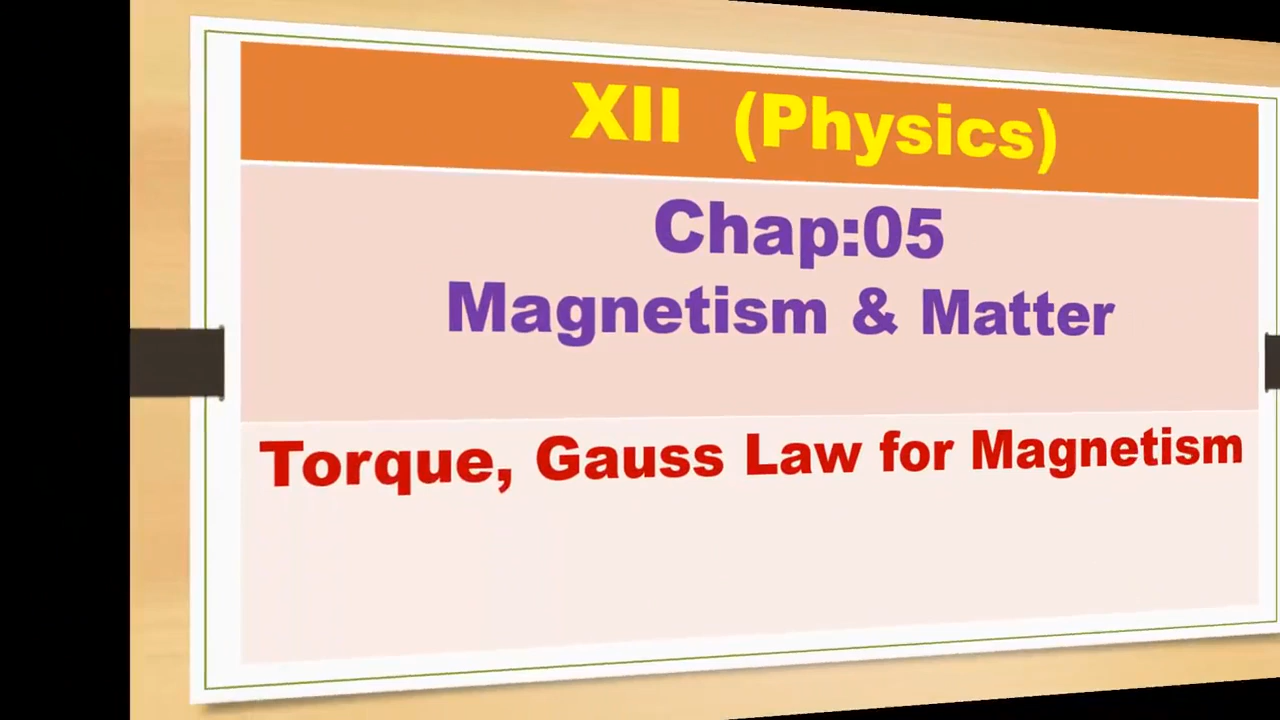 XII (Physics)
Chap:05
Magnetism & Matter
Torque, Gauss Law for Magnetism